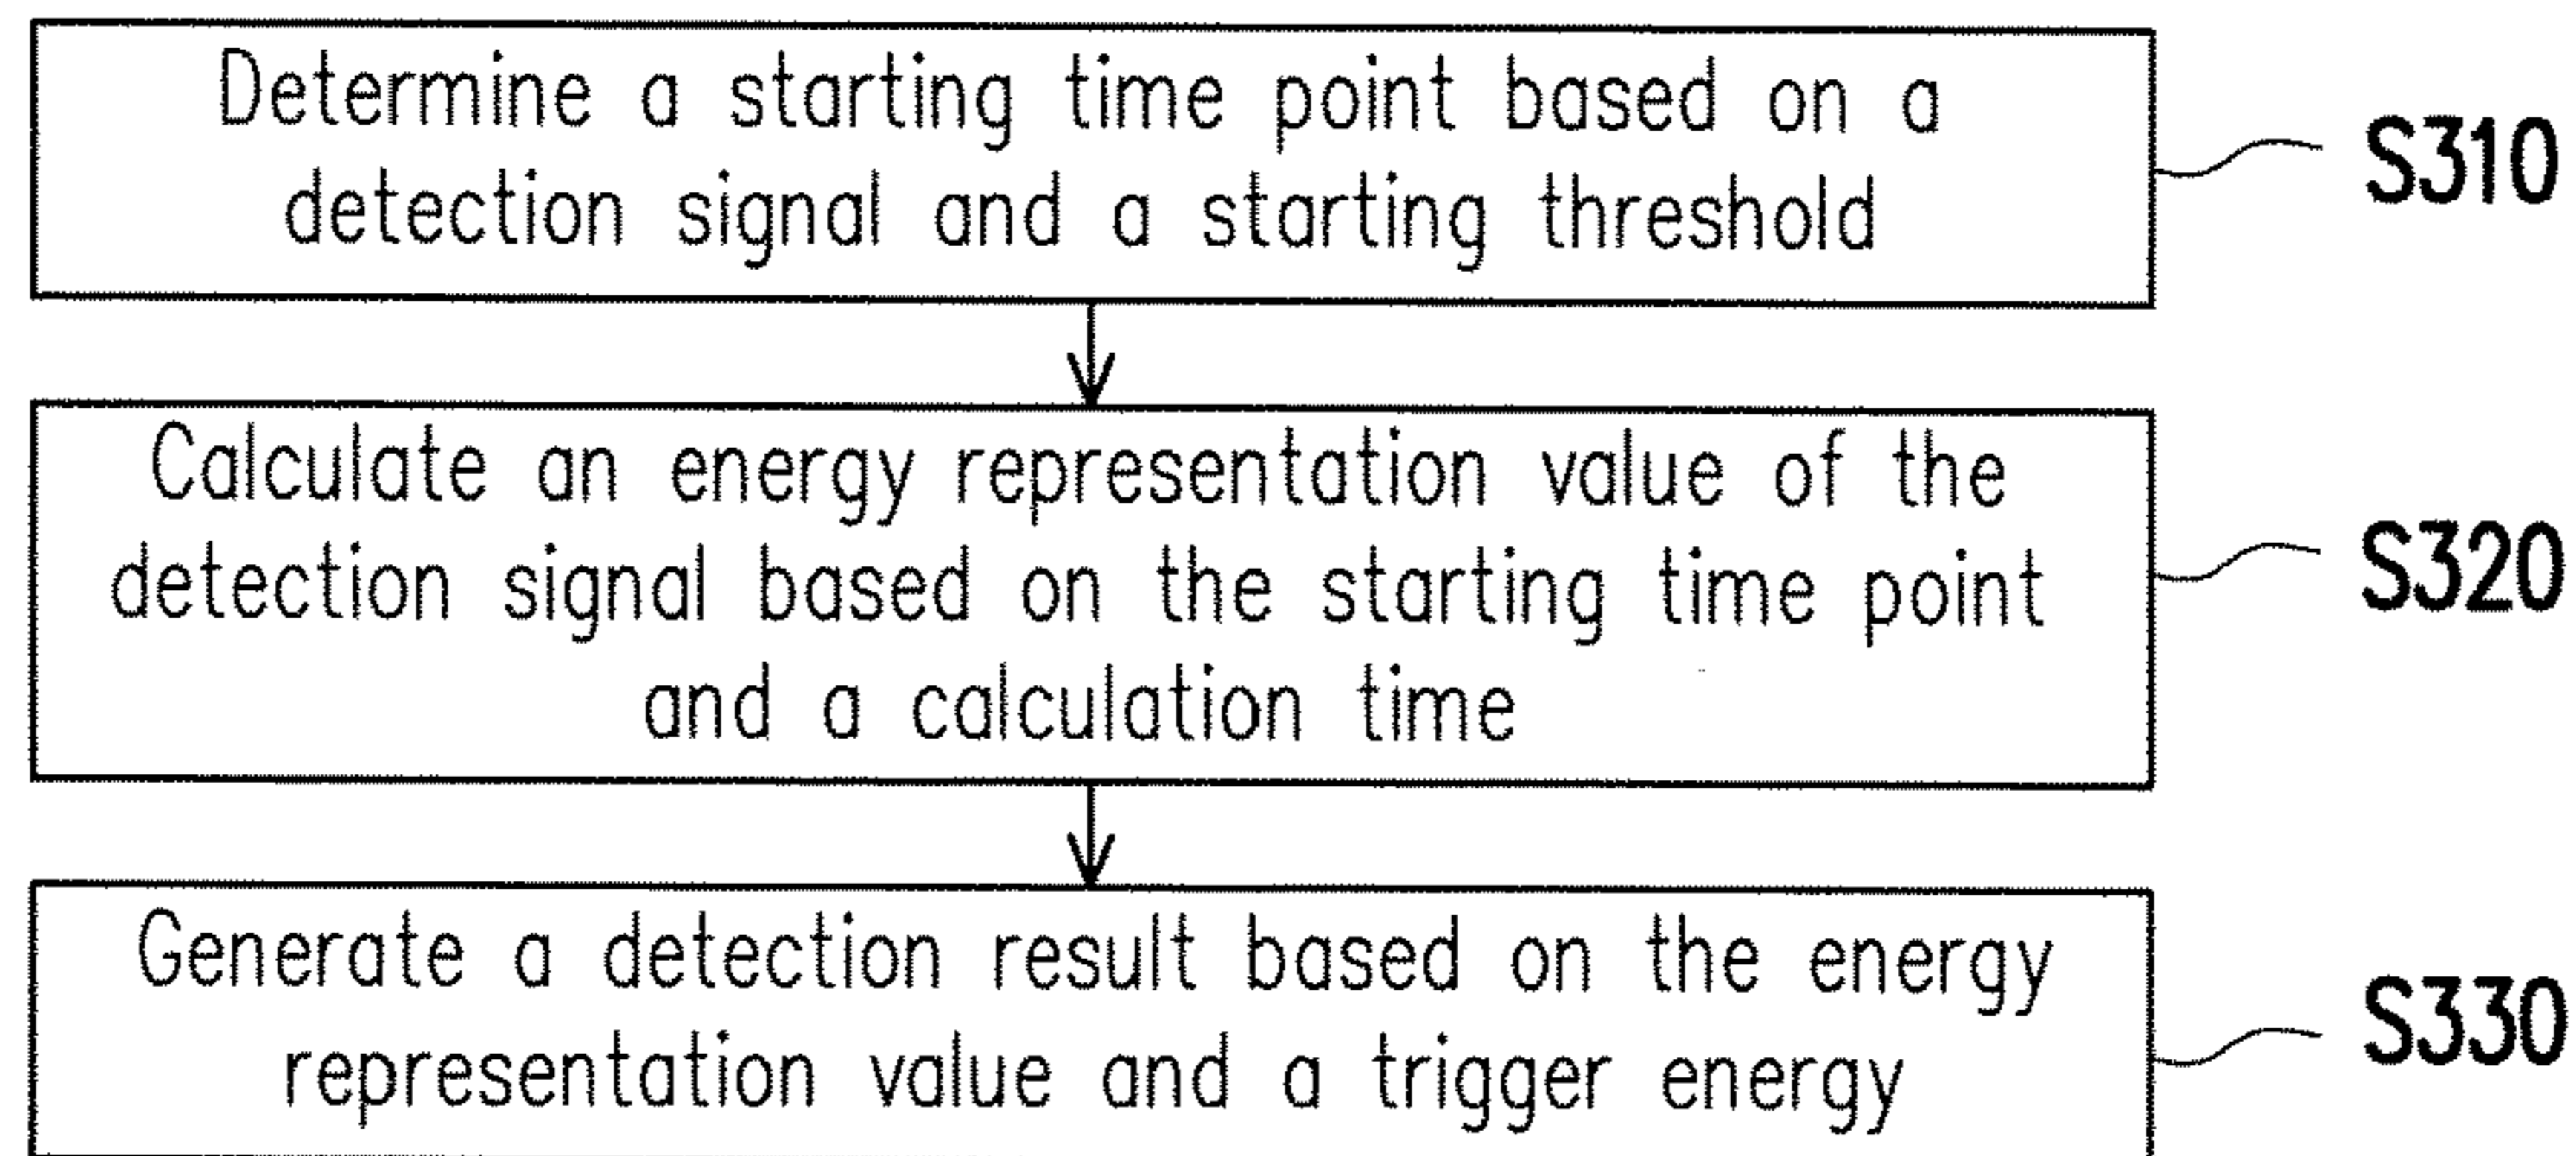 Determine a starting time point based on a
detection signal and a starting threshold
S310
Calculate an energy representation value of the
detection signal based on the starting time point
and a calculation time
S320
Generate a detection result based on the energy
representation value and a trigger energy
S330